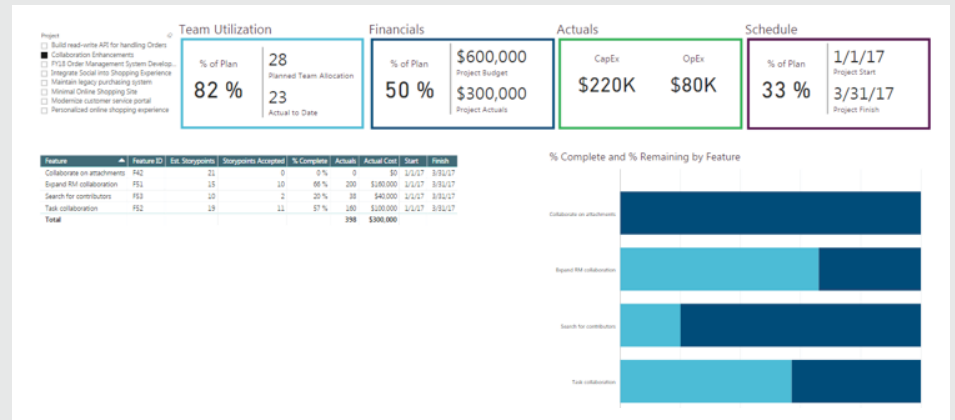 Project
Build read-write API for handling Orders
Collaboration Enhancements
FY18 Order Management System Develop...
Integrate Social into Shopping Experience
Maintain legacy purchasing system
Minimal Online Shopping Site
Modernize customer service portal
Personalized online shopping experience
Team Utilization
% of Plan
82 %
28
Planned Team Allocation
23
Actual to Date
Financials
% of Plan
50 %
$600,000
Project Budget
$300,000
Project Actuals
Actuals
CapEx
$220K
OpEx
$80K
Schedule
% of Plan
33 %
1/1/17
Project Start
3/31/17
Project Finish
Feature Feature ID Est. Storypoints Storypoints Accepted % Complete Actuals Actual Cost Start Finish
Collaborate on attachments F42 21 0 0 % 0 $0 1/1/17 3/31/17
Expand RM collaboration F51 15 10 66 % 200 $160,000 1/1/17 3/31/17
Search for contributors F53 10 2 20 % 38 $40,000 1/1/17 3/31/17
Task collaboration F52 19 11 57 % 160 $100,000 1/1/17 3/31/17
Total 398 $300,000
% Complete and % Remaining by Feature
Collaborate on attachments
Expand RM collaboration
Search for contributors
Task collaboration